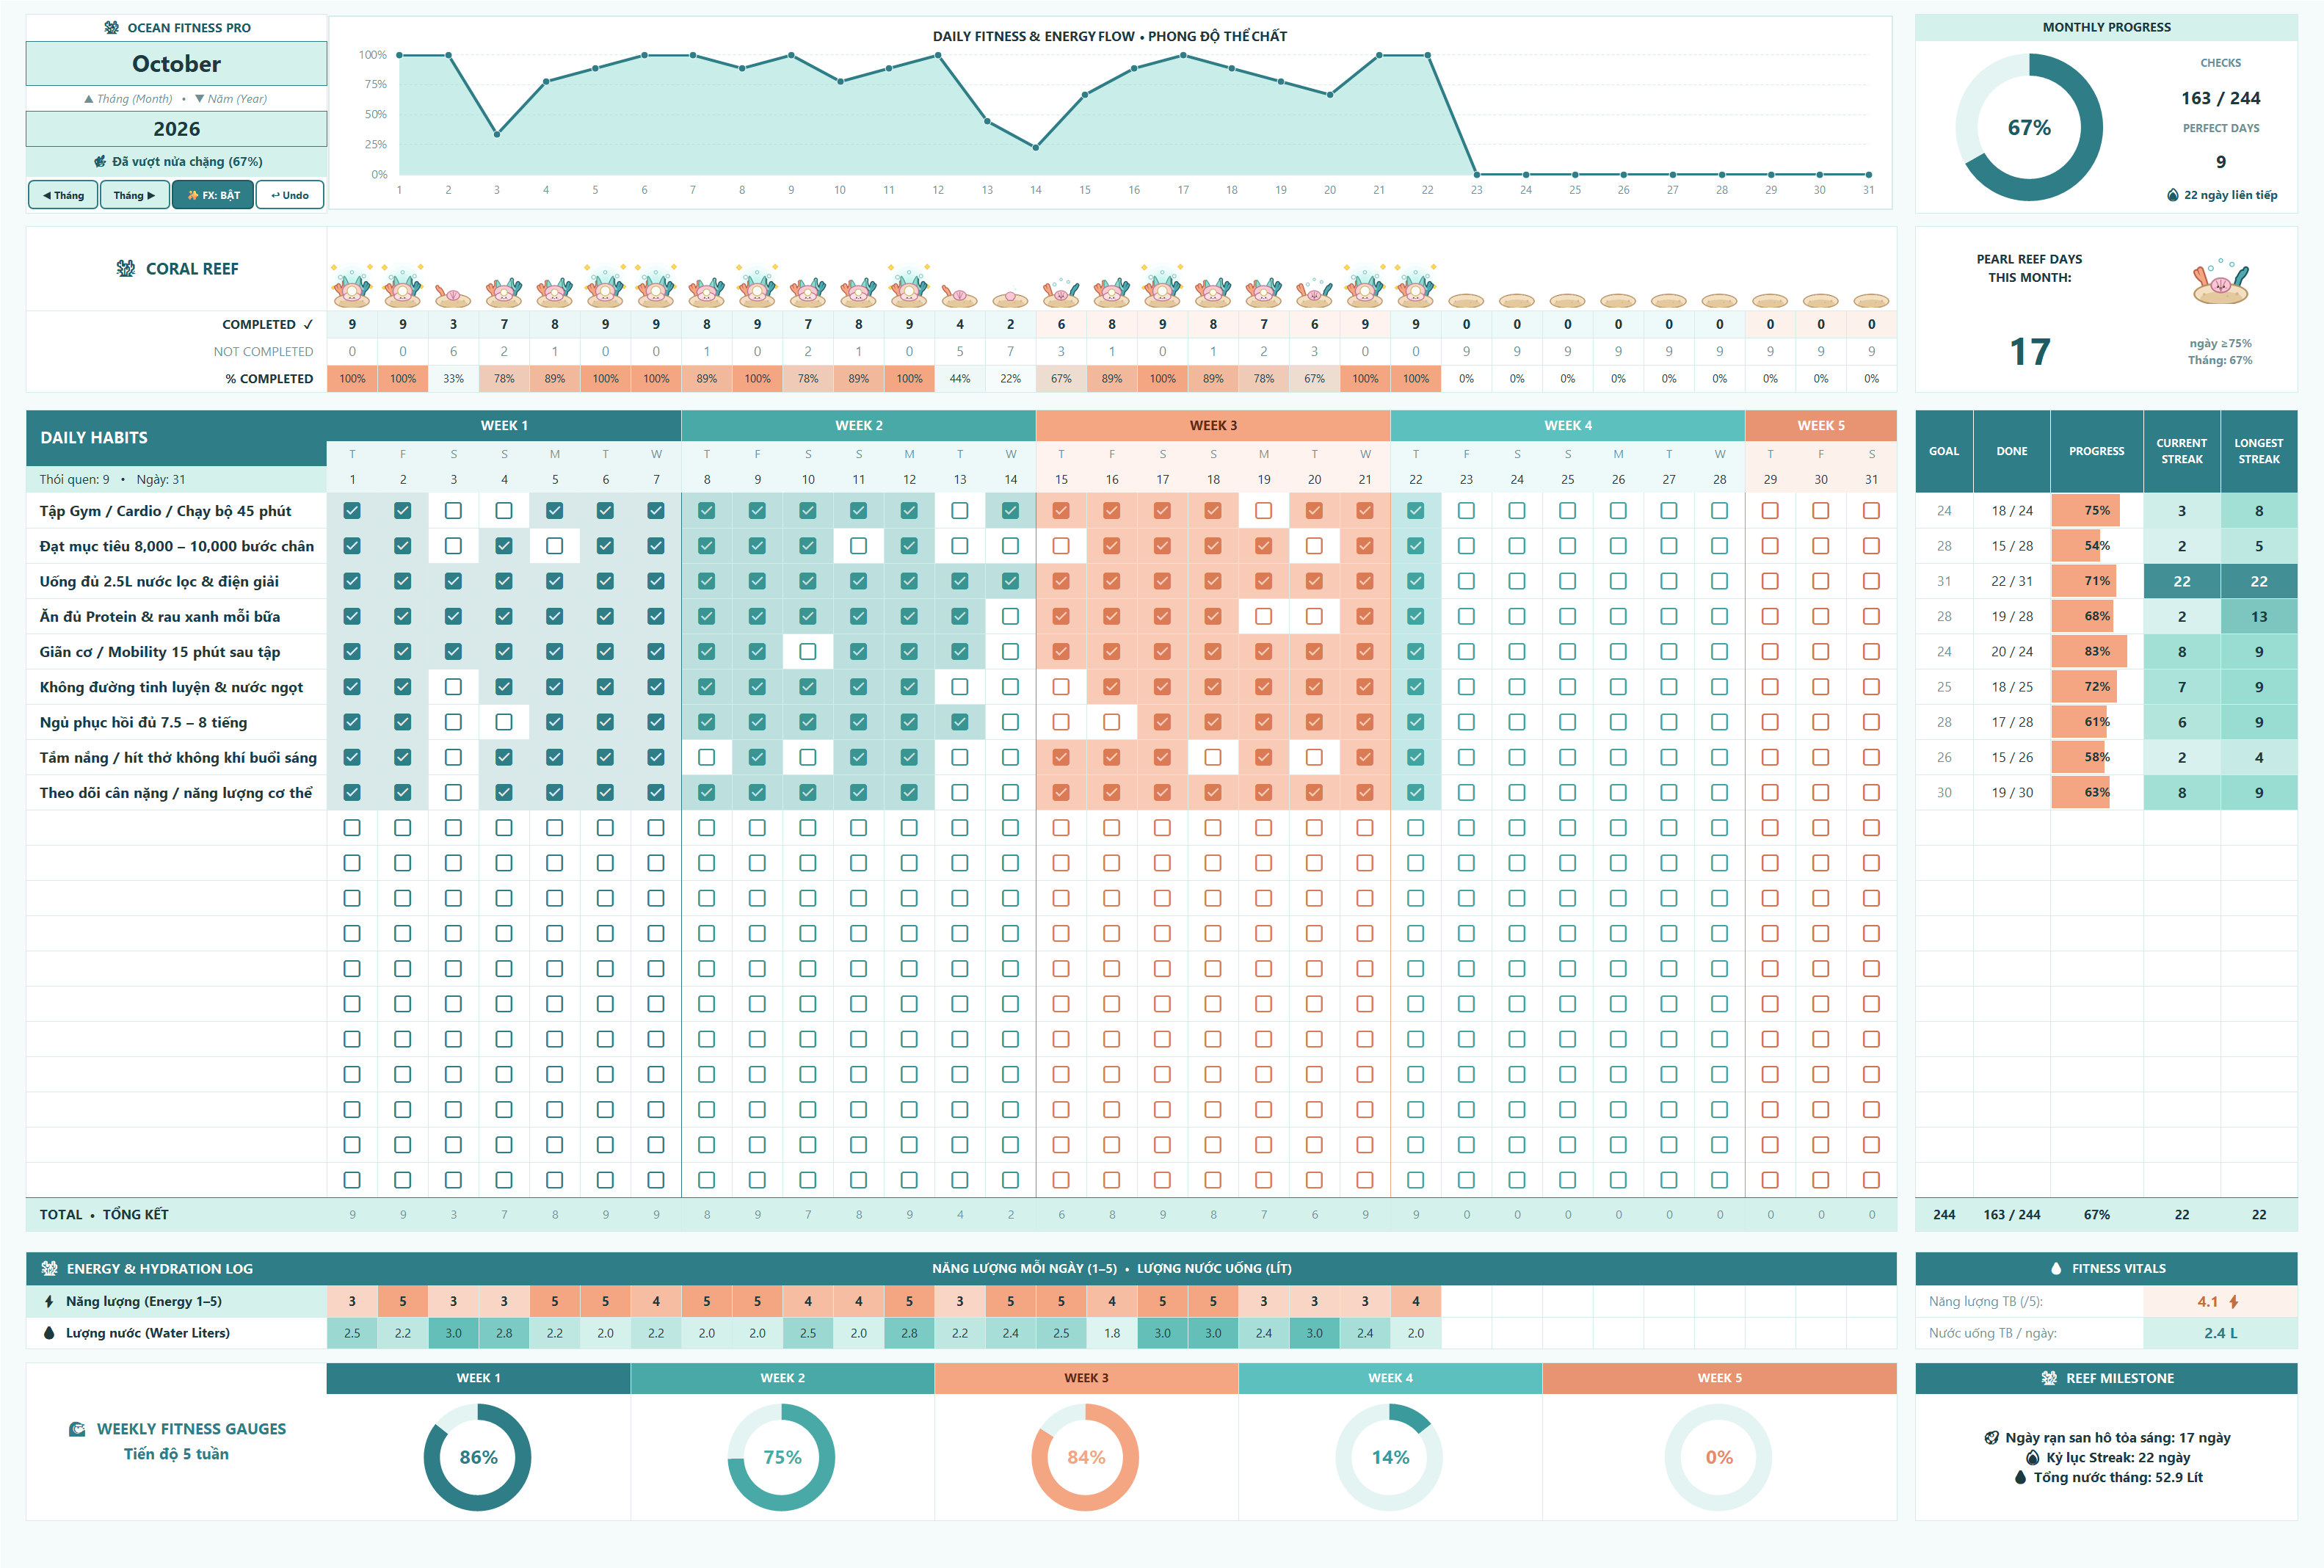 OCEAN FITNESS PRO
October
▲ Tháng (Month) • ▼ Năm (Year)
2026
Đã vượt nửa chặng (67%)
◀ Tháng Tháng ▶ FX: BẬT ↩ Undo
DAILY FITNESS & ENERGY FLOW • PHONG ĐỘ THỂ CHẤT
100%
75%
50%
25%
0%
1 2 3 4 5 6 7 8 9 10 11 12 13 14 15 16 17 18 19 20 21 22 23 24 25 26 27 28 29 30 31
MONTHLY PROGRESS
67%
CHECKS
163 / 244
PERFECT DAYS
9
22 ngày liên tiếp
CORAL REEF
COMPLETED ✓ 9 9 3 7 8 9 9 8 9 7 8 9 4 2 6 8 9 8 7 6 9 9 0 0 0 0 0 0 0 0 0
NOT COMPLETED 0 0 6 2 1 0 0 1 0 2 1 0 5 7 3 1 0 1 2 3 0 0 9 9 9 9 9 9 9 9 9
% COMPLETED 100% 100% 33% 78% 89% 100% 100% 89% 100% 78% 89% 100% 44% 22% 67% 89% 100% 89% 78% 67% 100% 100% 0% 0% 0% 0% 0% 0% 0% 0% 0%
PEARL REEF DAYS
THIS MONTH:
17
ngày ≥75%
Tháng: 67%
DAILY HABITS
WEEK 1 WEEK 2 WEEK 3 WEEK 4 WEEK 5
T F S S M T W T F S S M T W T F S S M T W T F S S M T W T F S
Thói quen: 9 • Ngày: 31
1 2 3 4 5 6 7 8 9 10 11 12 13 14 15 16 17 18 19 20 21 22 23 24 25 26 27 28 29 30 31
GOAL DONE PROGRESS CURRENT STREAK LONGEST STREAK
Tập Gym / Cardio / Chạy bộ 45 phút 24 18 / 24 75% 3 8
Đạt mục tiêu 8,000 – 10,000 bước chân 28 15 / 28 54% 2 5
Uống đủ 2.5L nước lọc & điện giải 31 22 / 31 71% 22 22
Ăn đủ Protein & rau xanh mỗi bữa 28 19 / 28 68% 2 13
Giãn cơ / Mobility 15 phút sau tập 24 20 / 24 83% 8 9
Không đường tinh luyện & nước ngọt 25 18 / 25 72% 7 9
Ngủ phục hồi đủ 7.5 – 8 tiếng 28 17 / 28 61% 6 9
Tắm nắng / hít thở không khí buổi sáng 26 15 / 26 58% 2 4
Theo dõi cân nặng / năng lượng cơ thể 30 19 / 30 63% 8 9
TOTAL • TỔNG KẾT 9 9 3 7 8 9 9 8 9 7 8 9 4 2 6 8 9 8 7 6 9 9 0 0 0 0 0 0 0 0 0
244 163 / 244 67% 22 22
ENERGY & HYDRATION LOG
NĂNG LƯỢNG MỖI NGÀY (1–5) • LƯỢNG NƯỚC UỐNG (LÍT)
Năng lượng (Energy 1–5) 3 5 3 3 5 5 4 5 5 4 4 5 3 5 5 4 5 5 3 3 3 4
Lượng nước (Water Liters) 2.5 2.2 3.0 2.8 2.2 2.0 2.2 2.0 2.0 2.5 2.0 2.8 2.2 2.4 2.5 1.8 3.0 3.0 2.4 3.0 2.4 2.0
FITNESS VITALS
Năng lượng TB (/5): 4.1
Nước uống TB / ngày: 2.4 L
WEEKLY FITNESS GAUGES
Tiến độ 5 tuần
WEEK 1 WEEK 2 WEEK 3 WEEK 4 WEEK 5
86% 75% 84% 14% 0%
REEF MILESTONE
Ngày rạn san hô tỏa sáng: 17 ngày
Kỷ lục Streak: 22 ngày
Tổng nước tháng: 52.9 Lít